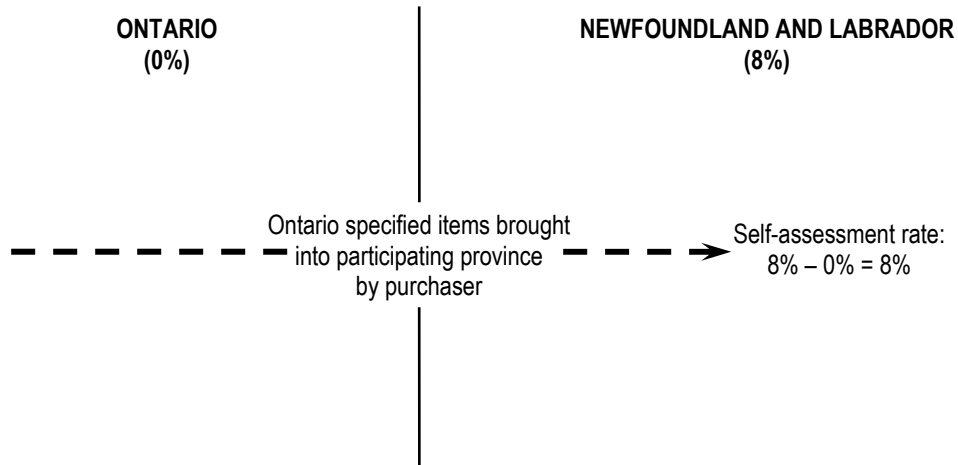 ONTARIO
(0%)
NEWFOUNDLAND AND LABRADOR
(8%)
Ontario specified items brought
into participating province
by purchaser
Self-assessment rate:
8% – 0% = 8%